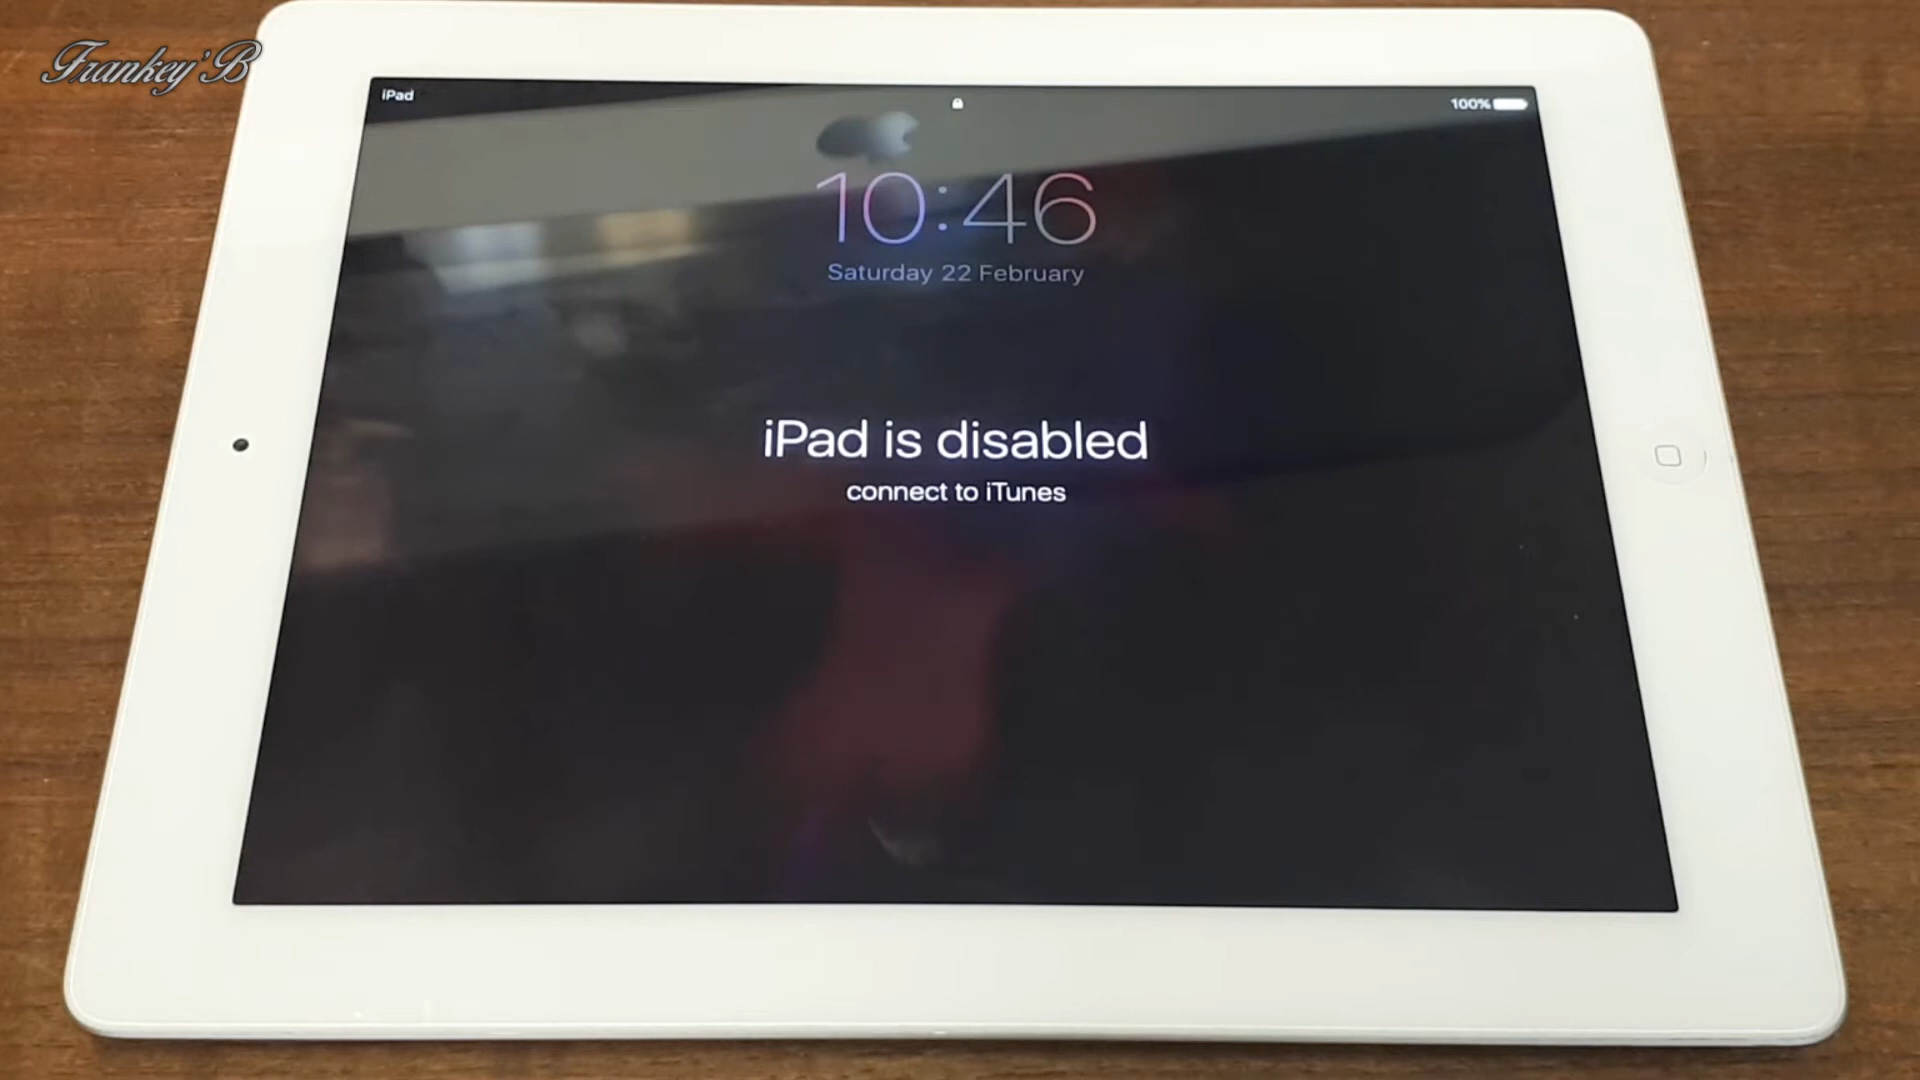 Frankey'B
iPad
100%
10:46
Saturday 22 February
iPad is disabled
connect to iTunes